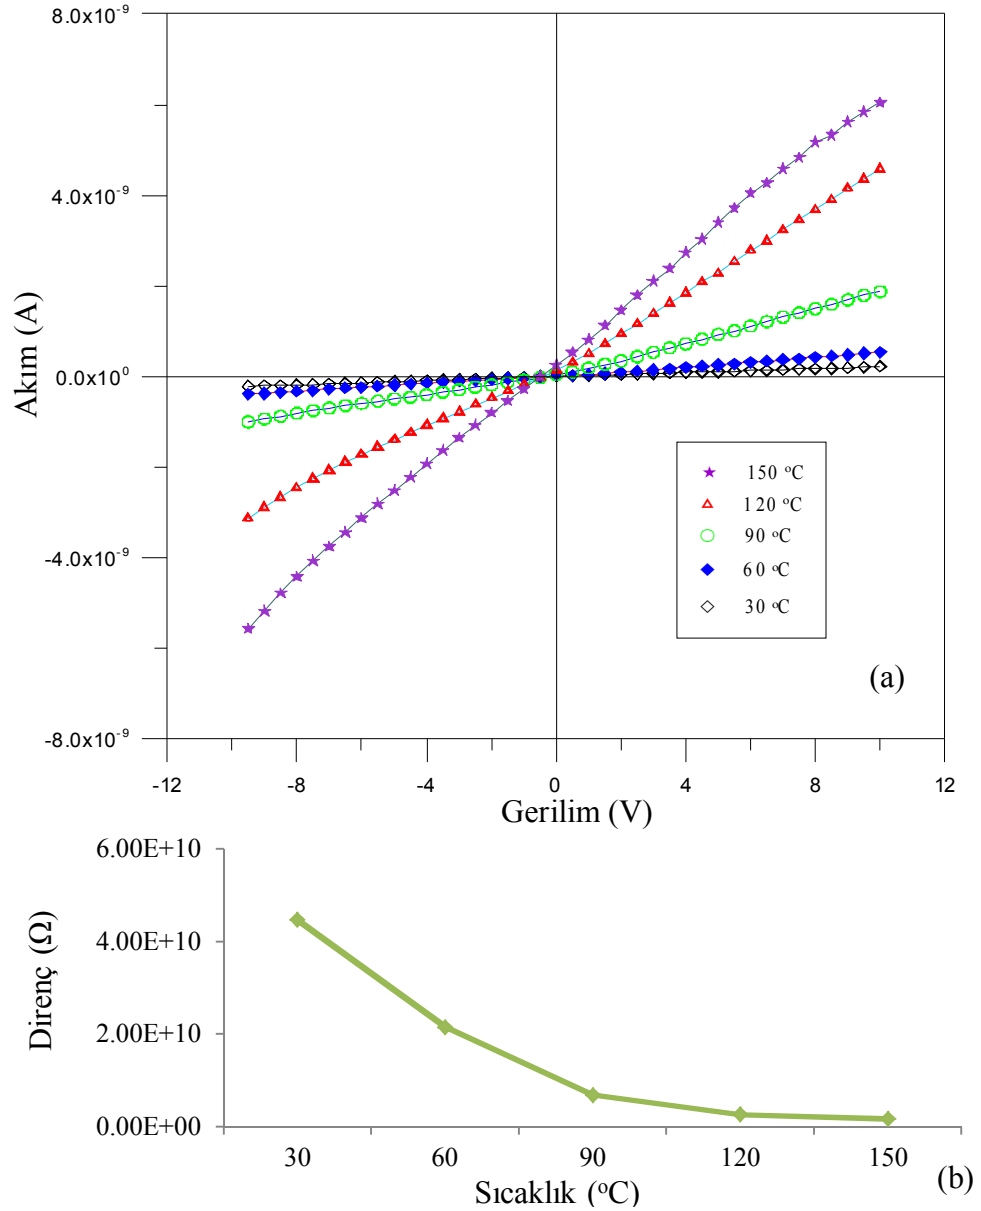 8.0x10⁻⁹
4.0x10⁻⁹
0.0x10⁰
-4.0x10⁻⁹
-8.0x10⁻⁹
Akım (A)
150 ºC
120 ºC
90 ºC
60 ºC
30 ºC
(a)
-12 -8 -4 0 4 8 12
Gerilim (V)
6.00E+10
4.00E+10
2.00E+10
0.00E+00
Direnç (Ω)
30 60 90 120 150
Sıcaklık (ºC)
(b)